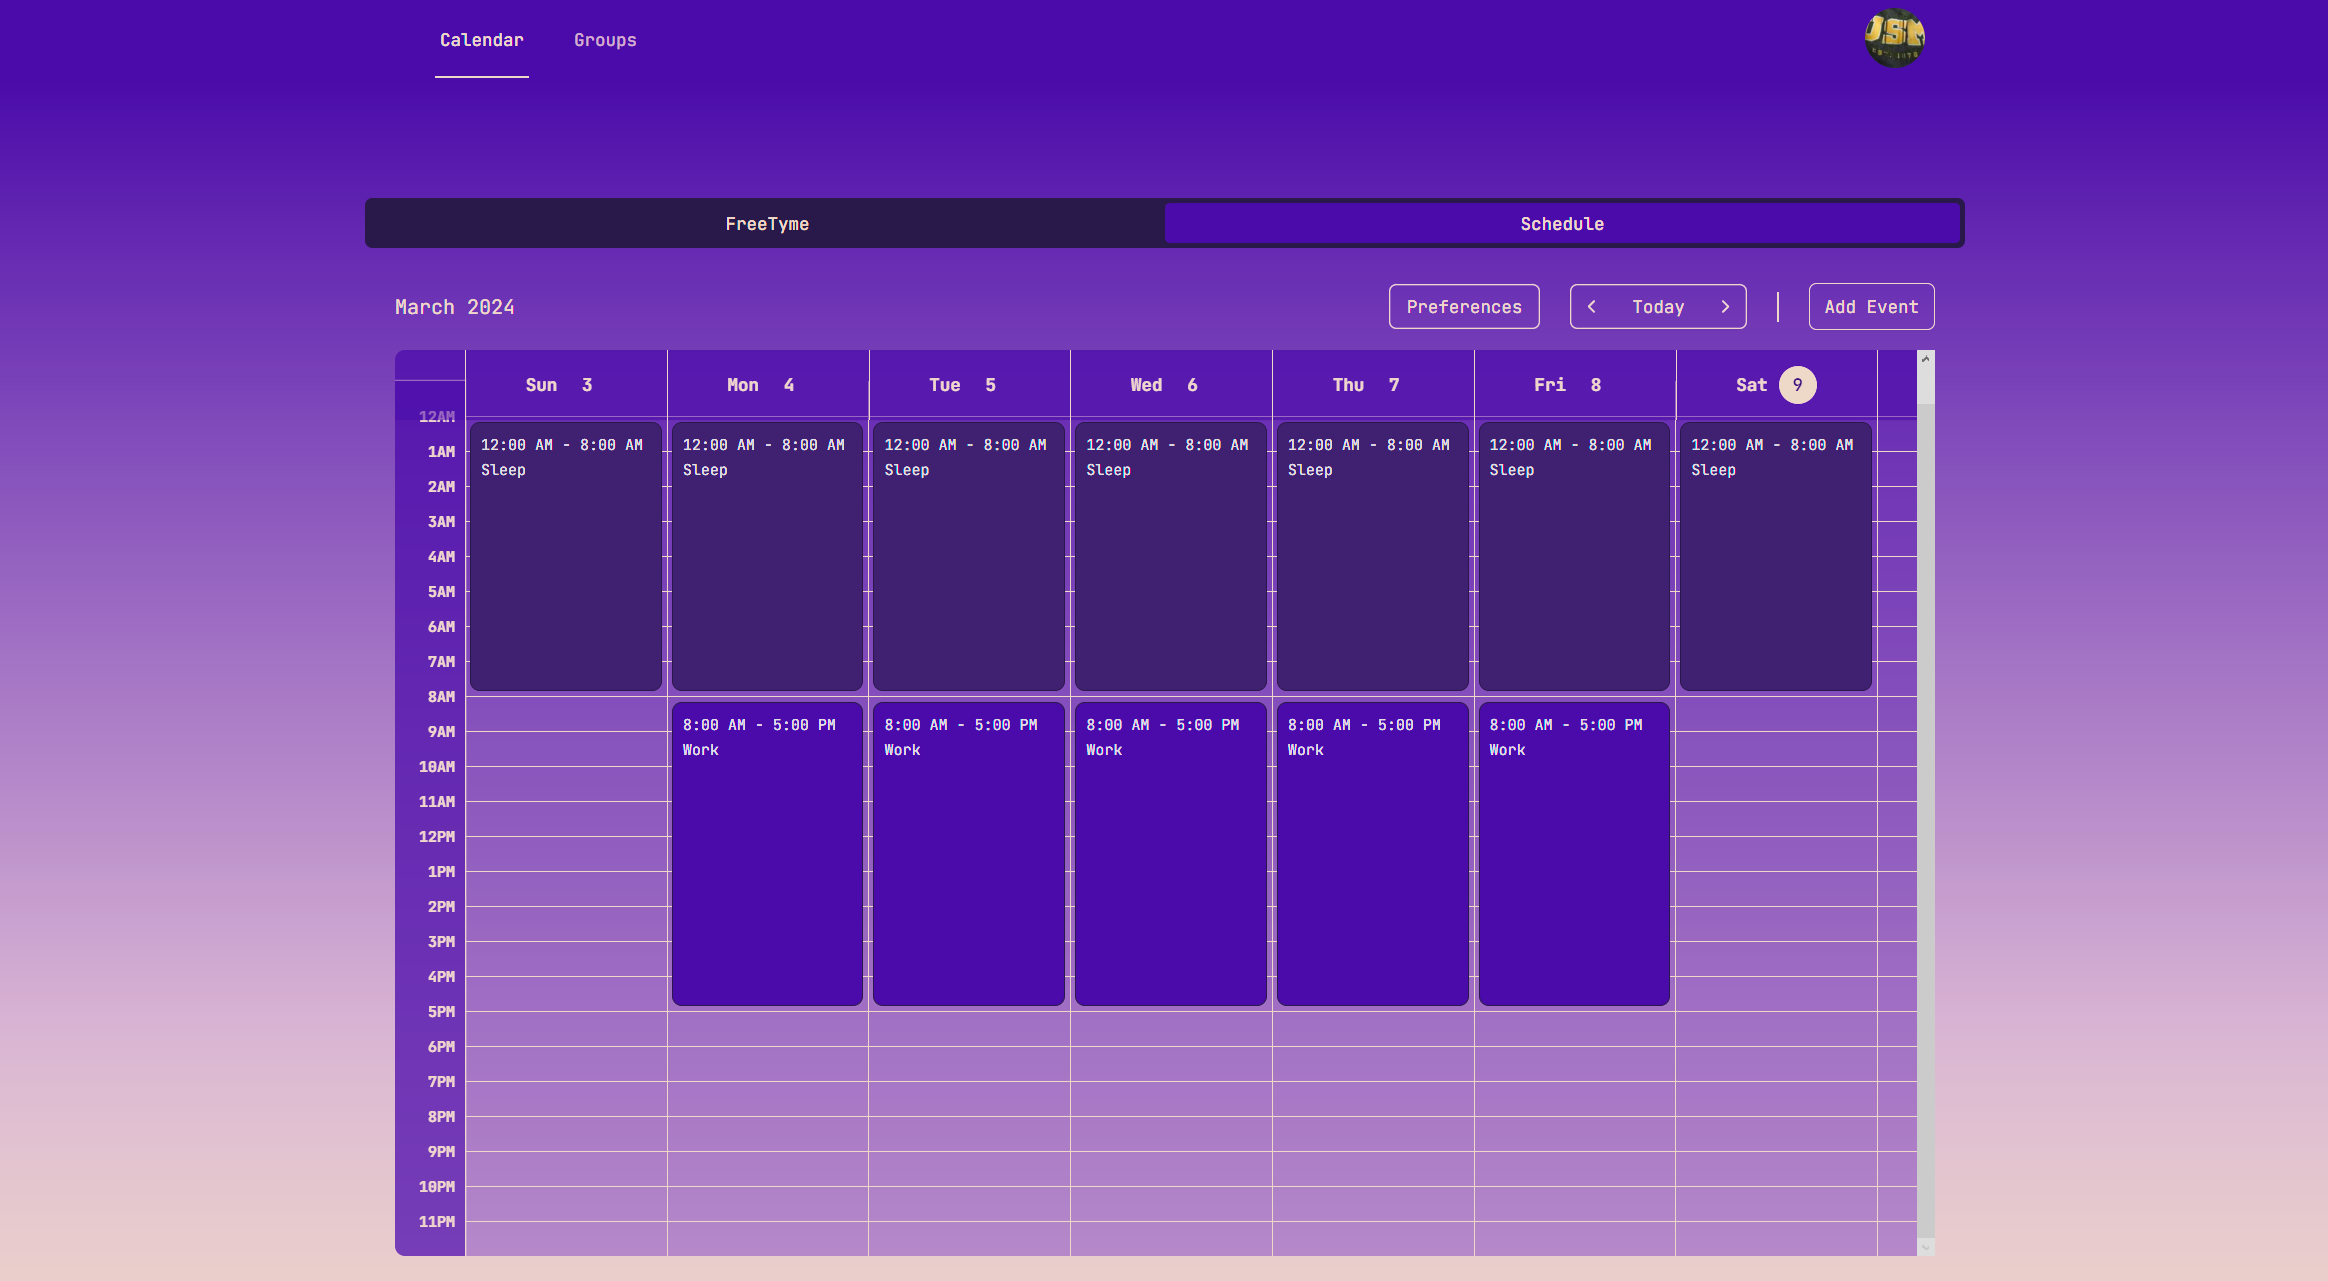 Calendar Groups
FreeTyme Schedule
March 2024 Preferences Today Add Event
Sun 3 Mon 4 Tue 5 Wed 6 Thu 7 Fri 8 Sat 9
12AM
12:00 AM - 8:00 AM 12:00 AM - 8:00 AM 12:00 AM - 8:00 AM 12:00 AM - 8:00 AM 12:00 AM - 8:00 AM 12:00 AM - 8:00 AM 12:00 AM - 8:00 AM
1AM
Sleep Sleep Sleep Sleep Sleep Sleep Sleep
2AM
3AM
4AM
5AM
6AM
7AM
8AM
8:00 AM - 5:00 PM 8:00 AM - 5:00 PM 8:00 AM - 5:00 PM 8:00 AM - 5:00 PM 8:00 AM - 5:00 PM
9AM
Work Work Work Work Work
10AM
11AM
12PM
1PM
2PM
3PM
4PM
5PM
6PM
7PM
8PM
9PM
10PM
11PM